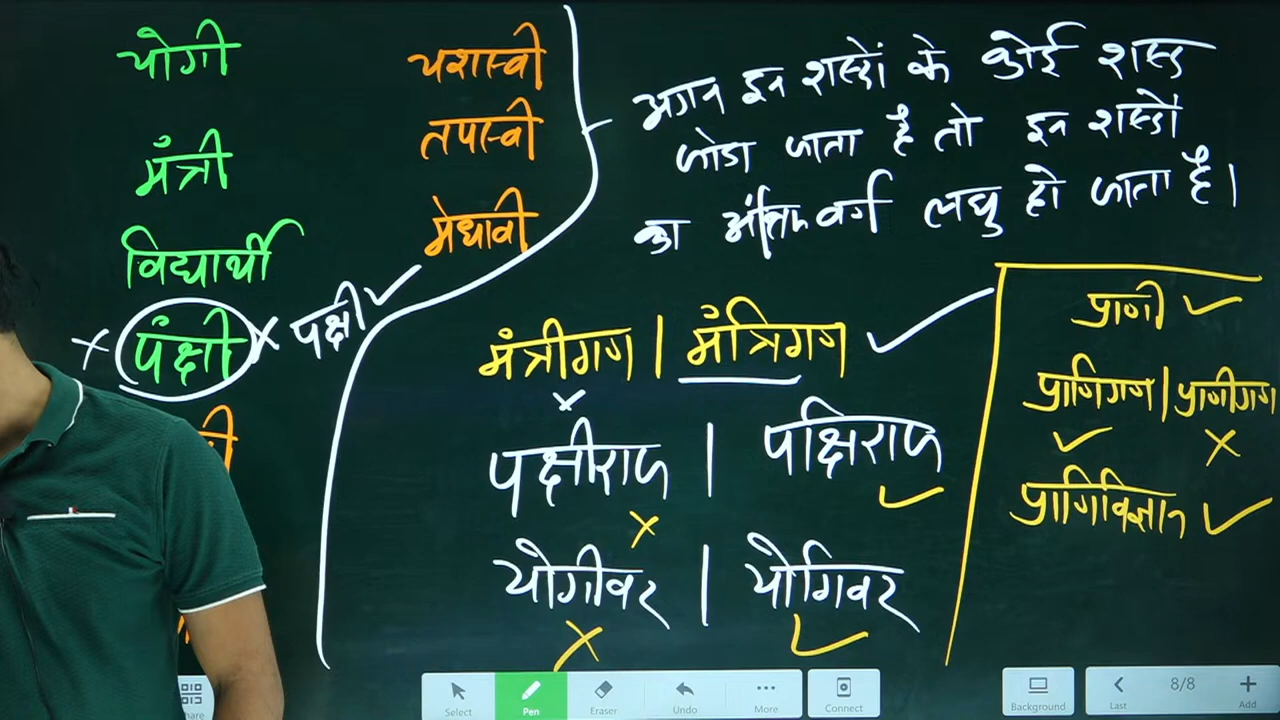 योगी
मंत्री
विद्यार्थी
पंक्षी × पक्षी ✓
यशस्वी
तपस्वी
मेधावी
अगर इन शब्दों के कोई शब्द
जोडा जाता है तो इन शब्दों
का अंतिम वर्ण लघु हो जाता है।
मंत्रीगण | मंत्रिगण ✓
×
पक्षीराज | पक्षिराज
× ✓
योगीवर | योगिवर
× ✓
प्राणी ✓
प्राणिगण | प्राणीगण
✓ ×
प्राणिविज्ञान ✓
Select
Pen
Eraser
Undo
More
Connect
Background
Last
8/8
Add